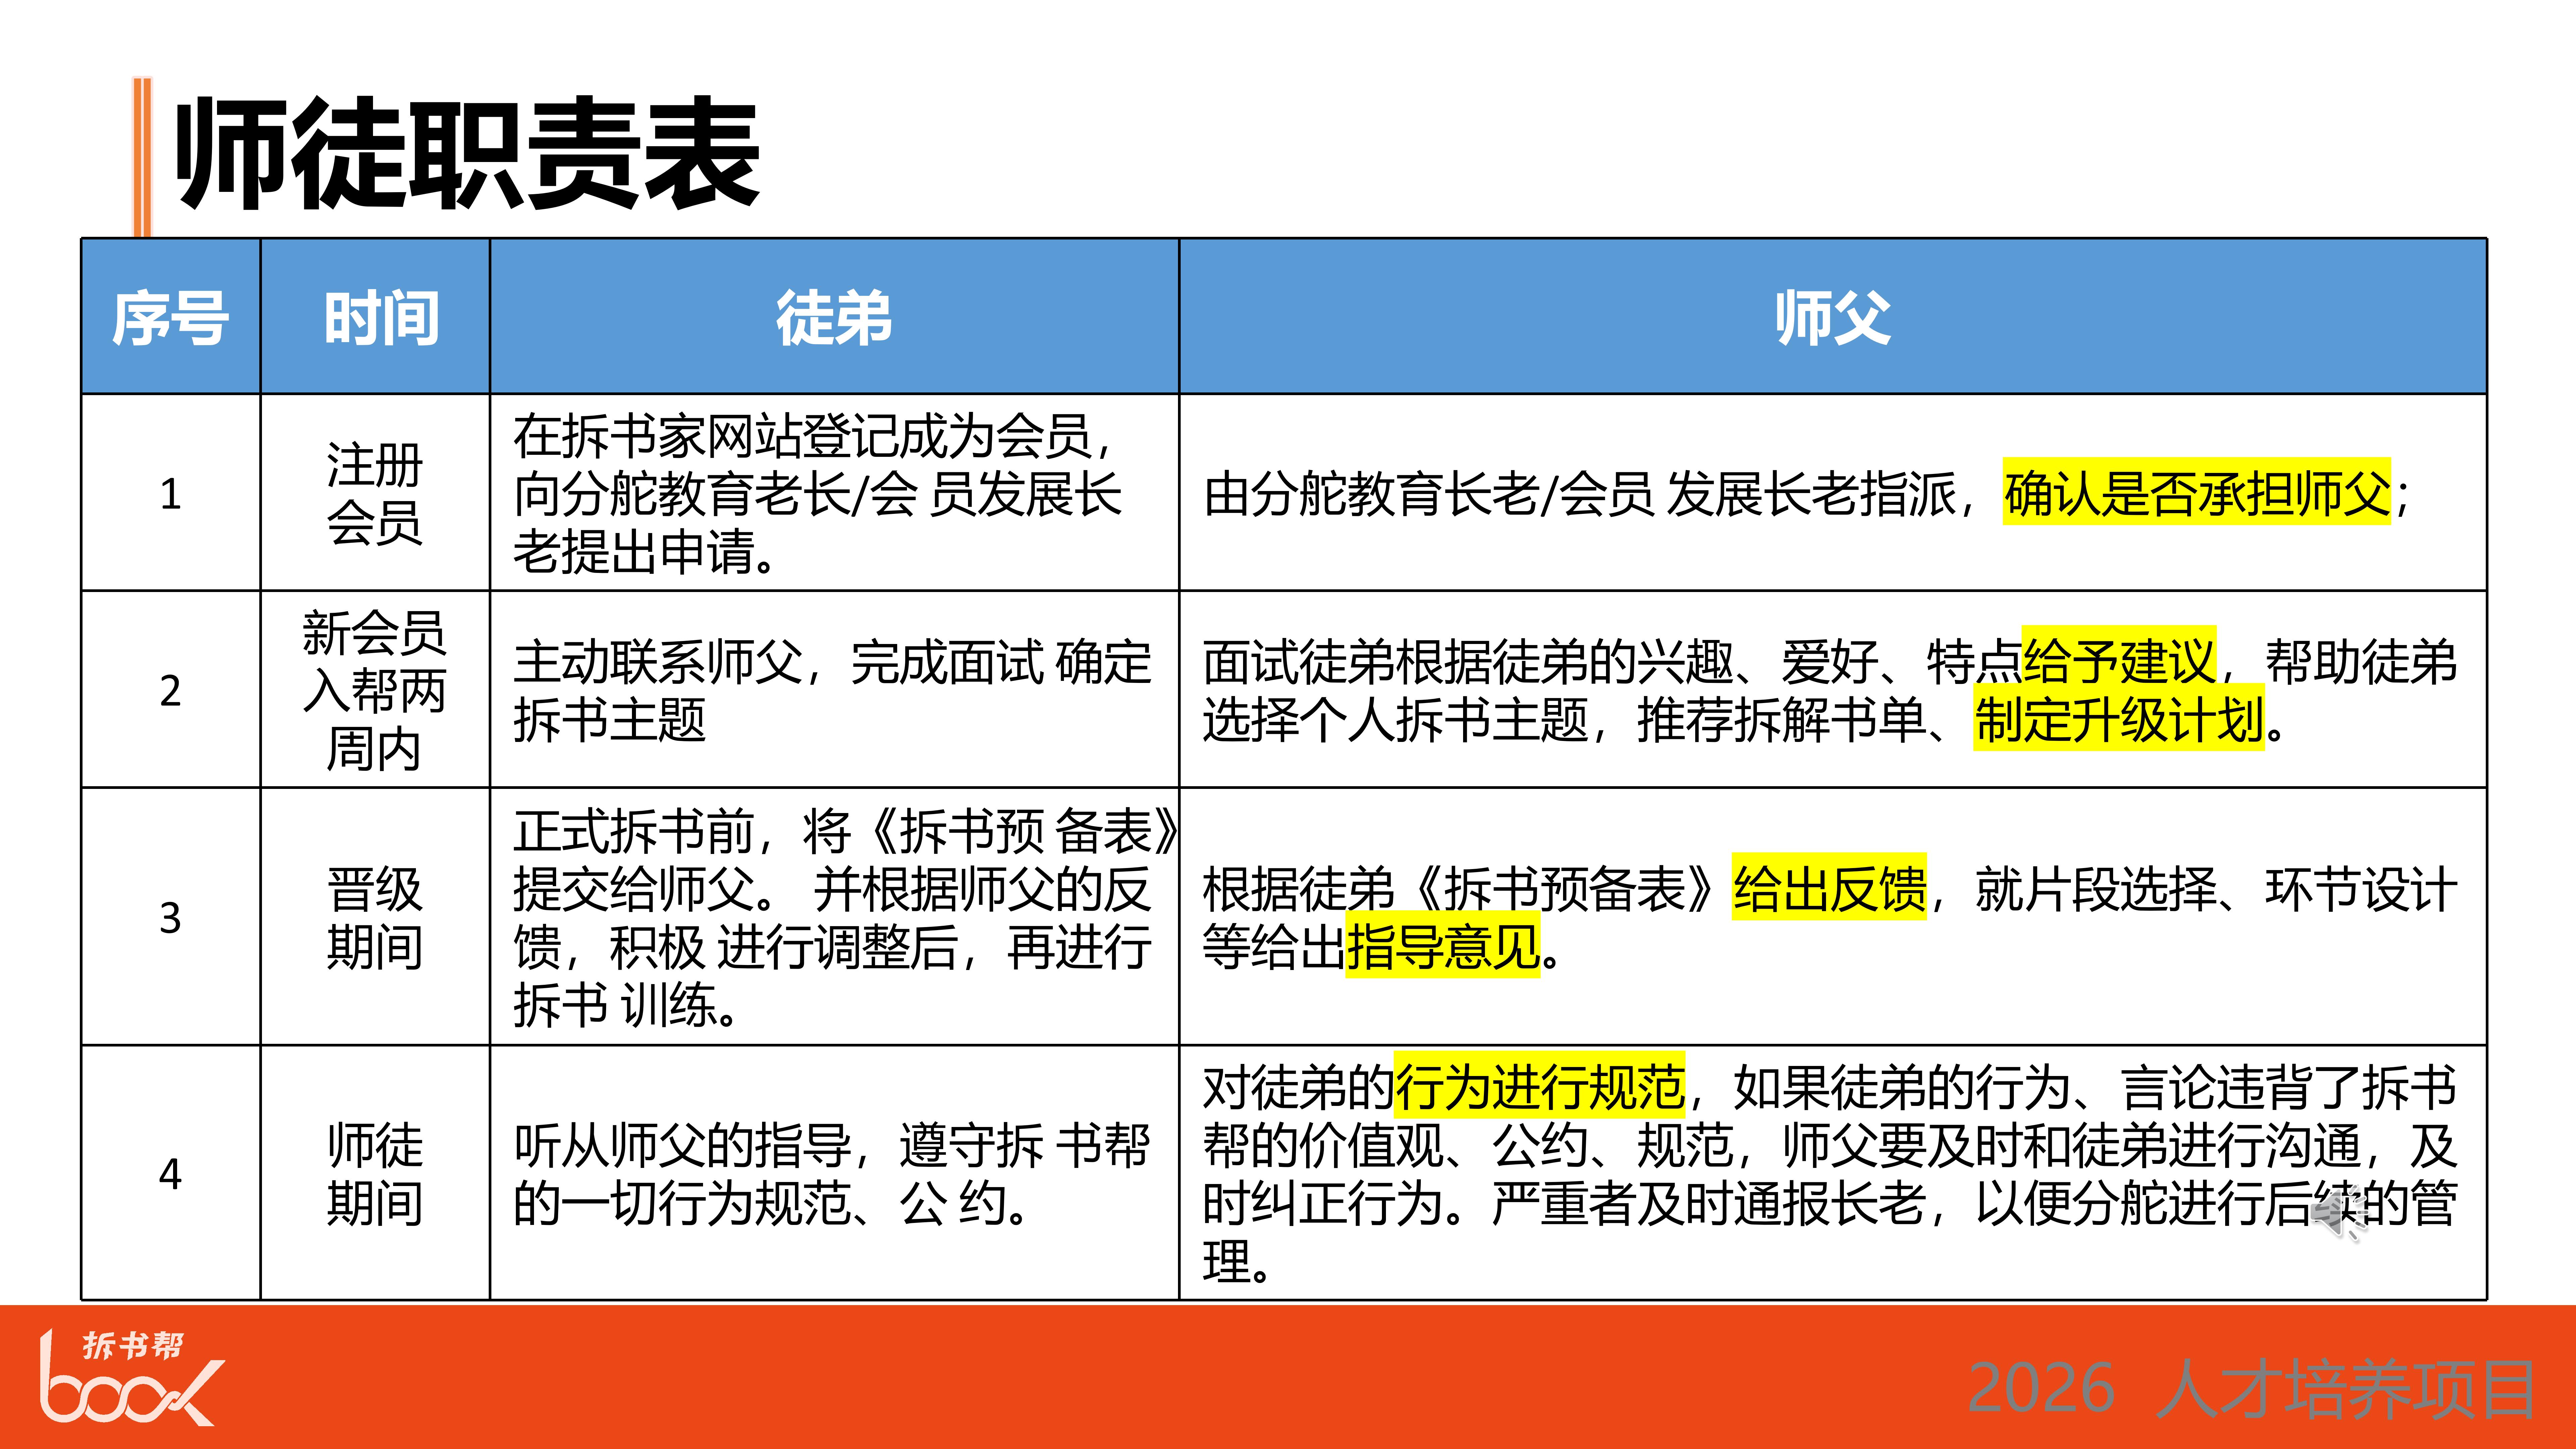 师徒职责表
序号
时间
徒弟
师父
1
注册
会员
在拆书家网站登记成为会员，
向分舵教育老长/会 员发展长
老提出申请。
由分舵教育长老/会员 发展长老指派，确认是否承担师父；
2
新会员
入帮两
周内
主动联系师父，完成面试 确定
拆书主题
面试徒弟根据徒弟的兴趣、爱好、特点给予建议，帮助徒弟
选择个人拆书主题，推荐拆解书单、制定升级计划。
3
晋级
期间
正式拆书前，将《拆书预 备表》
提交给师父。 并根据师父的反
馈，积极 进行调整后，再进行
拆书 训练。
根据徒弟《拆书预备表》给出反馈，就片段选择、环节设计
等给出指导意见。
4
师徒
期间
听从师父的指导，遵守拆 书帮
的一切行为规范、公 约。
对徒弟的行为进行规范，如果徒弟的行为、言论违背了拆书
帮的价值观、公约、规范，师父要及时和徒弟进行沟通，及
时纠正行为。严重者及时通报长老，以便分舵进行后续的管
理。
拆书帮
book
2026 人才培养项目